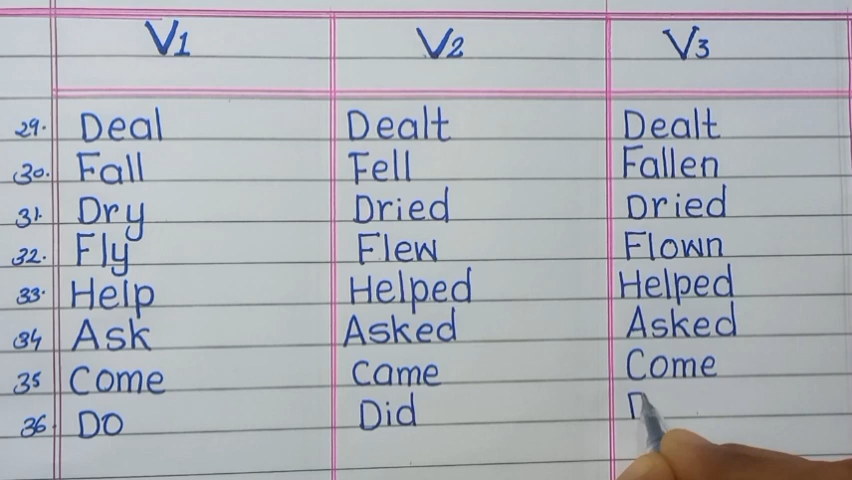 V1 V2 V3
29. Deal Dealt Dealt
30. Fall Fell Fallen
31. Dry Dried Dried
32. Fly Flew Flown
33. Help Helped Helped
34 Ask Asked Asked
35 Come Came Come
36. Do Did D